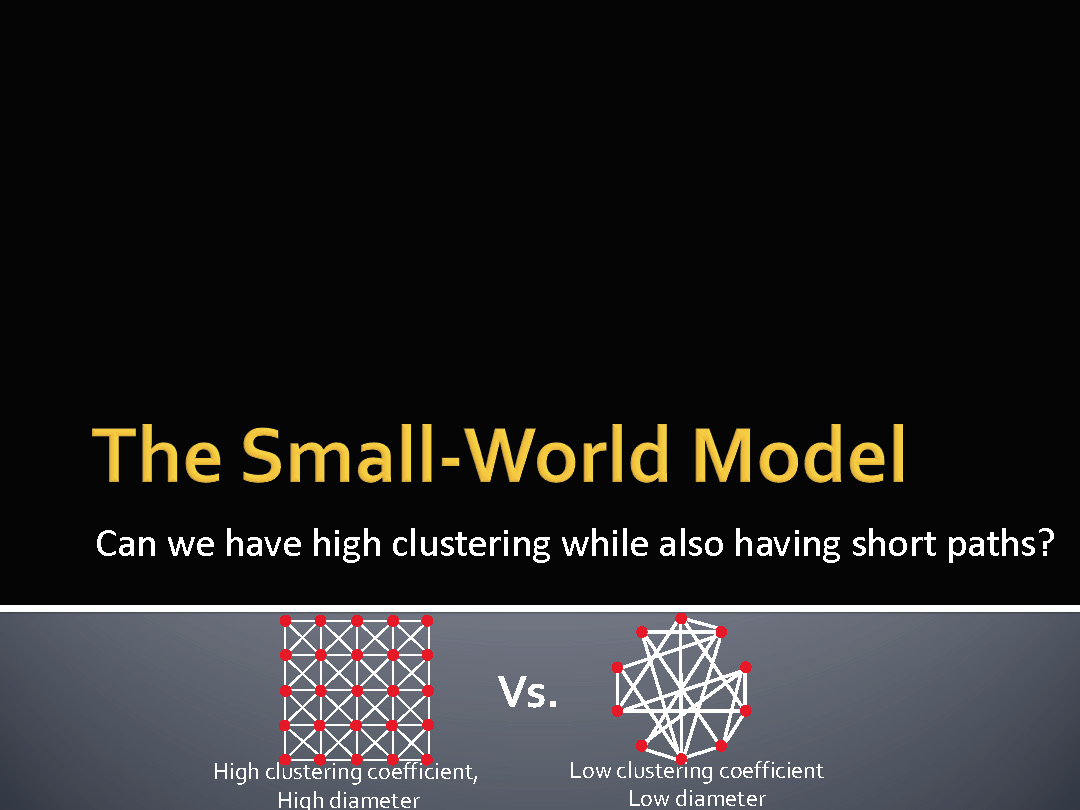 The Small-World Model
Can we have high clustering while also having short paths?
Vs.
High clustering coefficient,
High diameter
Low clustering coefficient
Low diameter